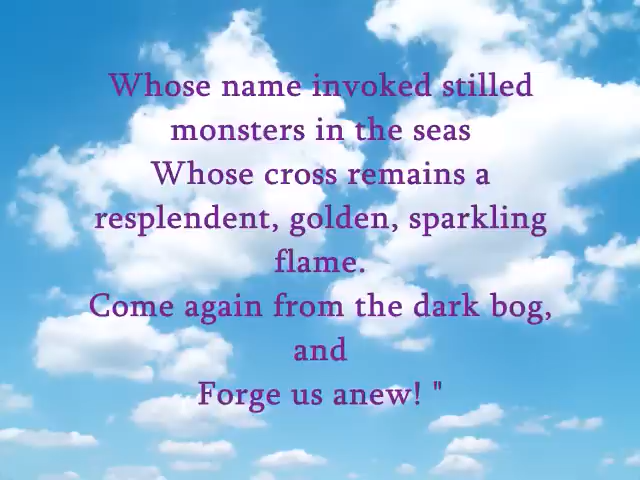 Whose name invoked stilled
monsters in the seas
Whose cross remains a
resplendent, golden, sparkling
flame.
Come again from the dark bog,
and
Forge us anew! "